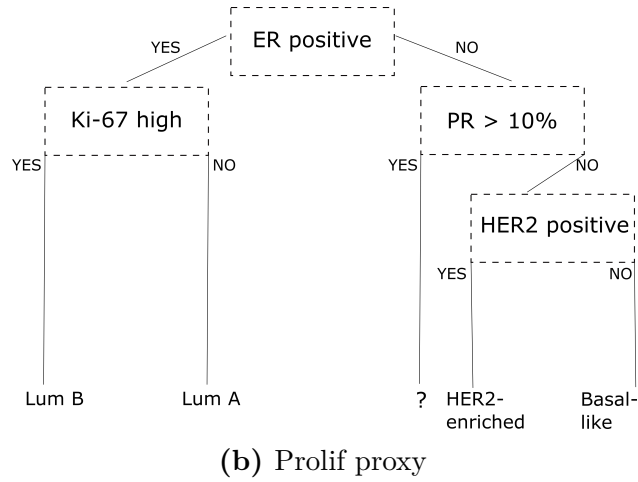 ER positive
YES
NO
Ki-67 high
PR > 10%
YES
NO
YES
NO
HER2 positive
YES
NO
Lum B
Lum A
?
HER2-
enriched
Basal-
like
(b) Prolif proxy